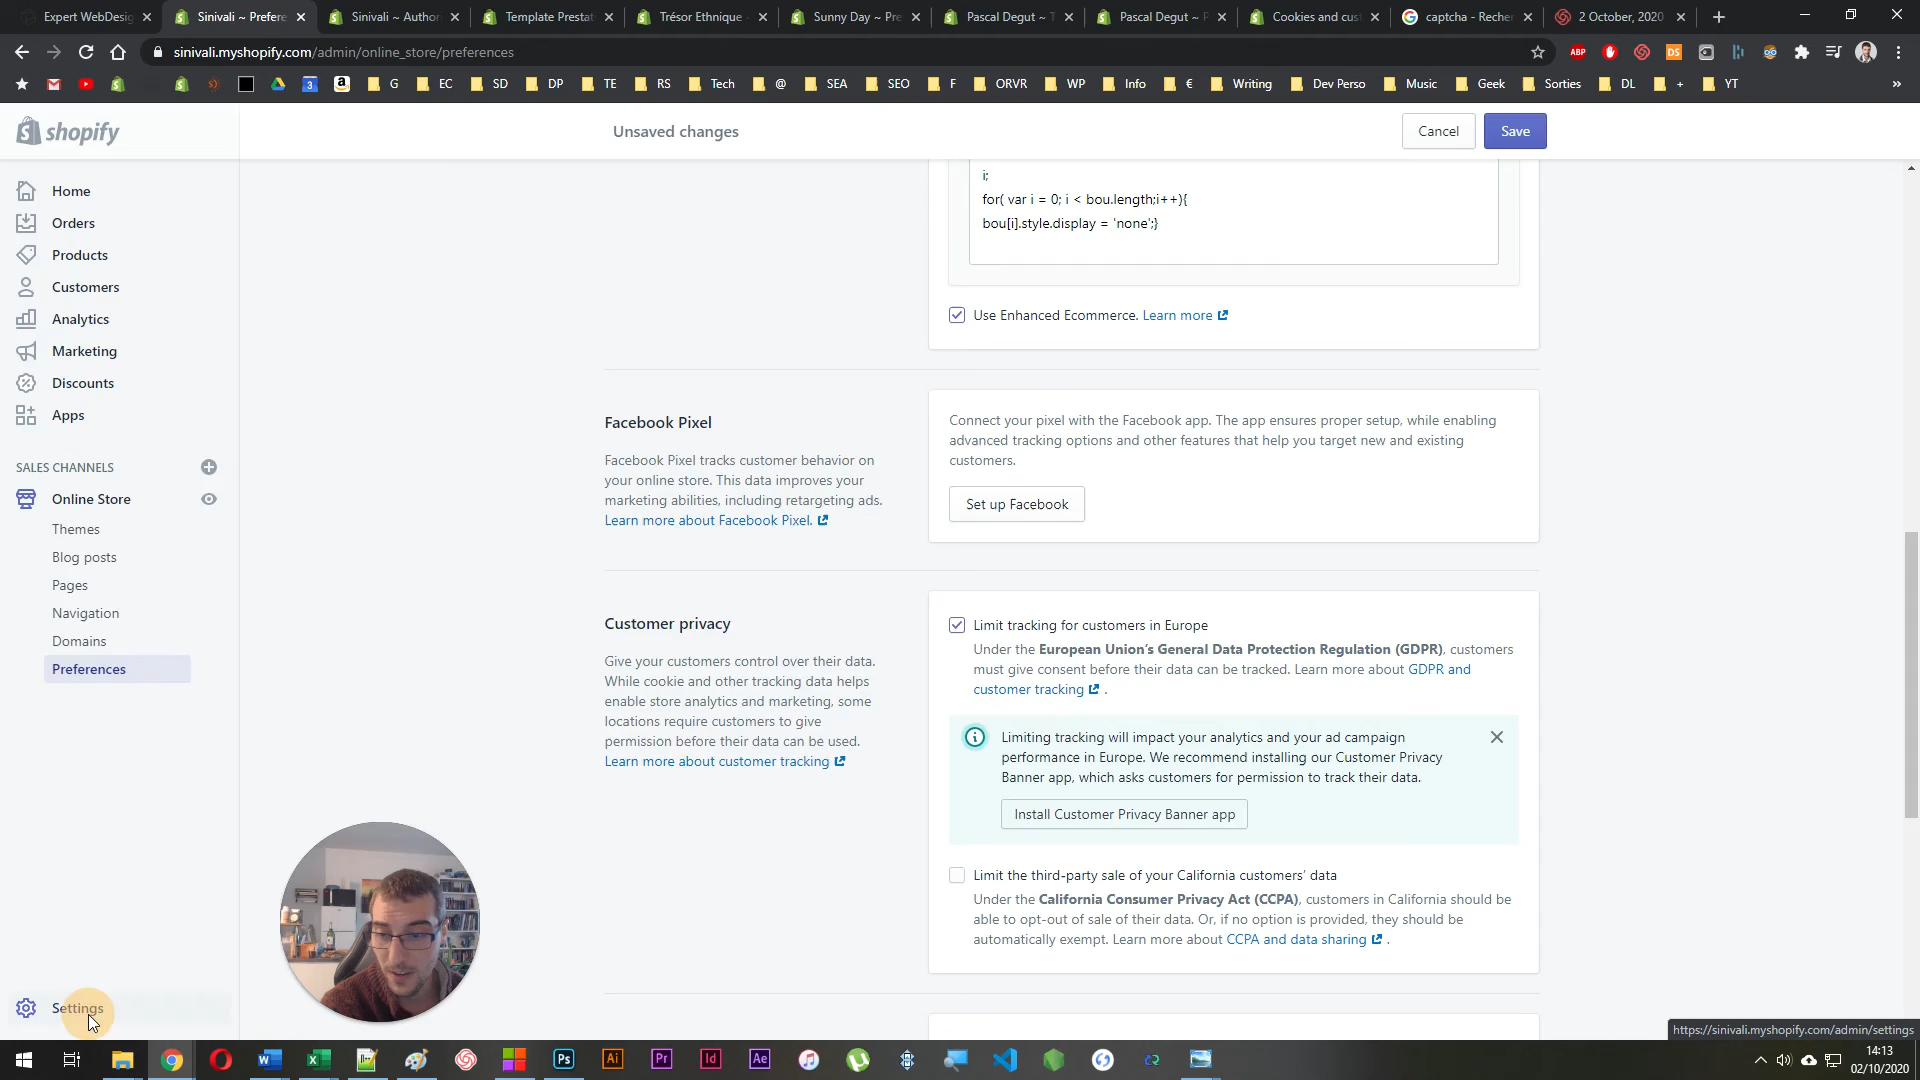 Expert WebDesig
Sinivali ~ Prefere
Sinivali ~ Author
Template Prestat
Trésor Ethnique -
Sunny Day ~ Pre
Pascal Degut ~ T
Pascal Degut ~ P
Cookies and cus
captcha - Recher
2 October, 2020
sinivali.myshopify.com/admin/online_store/preferences
ABP
DS
G
EC
SD
DP
TE
RS
Tech
@
SEA
SEO
F
ORVR
WP
Info
€
Writing
Dev Perso
Music
Geek
Sorties
DL
+
YT
»
shopify
Unsaved changes
Cancel
Save
Home
Orders
Products
Customers
Analytics
Marketing
Discounts
Apps
SALES CHANNELS
Online Store
Themes
Blog posts
Pages
Navigation
Domains
Preferences
Settings
i;
for( var i = 0; i < bou.length;i++){
bou[i].style.display = 'none';}
Use Enhanced Ecommerce. Learn more
Facebook Pixel
Facebook Pixel tracks customer behavior on
your online store. This data improves your
marketing abilities, including retargeting ads.
Learn more about Facebook Pixel.
Connect your pixel with the Facebook app. The app ensures proper setup, while enabling
advanced tracking options and other features that help you target new and existing
customers.
Set up Facebook
Customer privacy
Give your customers control over their data.
While cookie and other tracking data helps
enable store analytics and marketing, some
locations require customers to give
permission before their data can be used.
Learn more about customer tracking
Limit tracking for customers in Europe
Under the European Union's General Data Protection Regulation (GDPR), customers
must give consent before their data can be tracked. Learn more about GDPR and
customer tracking .
Limiting tracking will impact your analytics and your ad campaign
performance in Europe. We recommend installing our Customer Privacy
Banner app, which asks customers for permission to track their data.
Install Customer Privacy Banner app
Limit the third-party sale of your California customers' data
Under the California Consumer Privacy Act (CCPA), customers in California should be
able to opt-out of sale of their data. Or, if no option is provided, they should be
automatically exempt. Learn more about CCPA and data sharing .
https://sinivali.myshopify.com/admin/settings
Ps
Ai
Pr
Id
Ae
14:13
02/10/2020